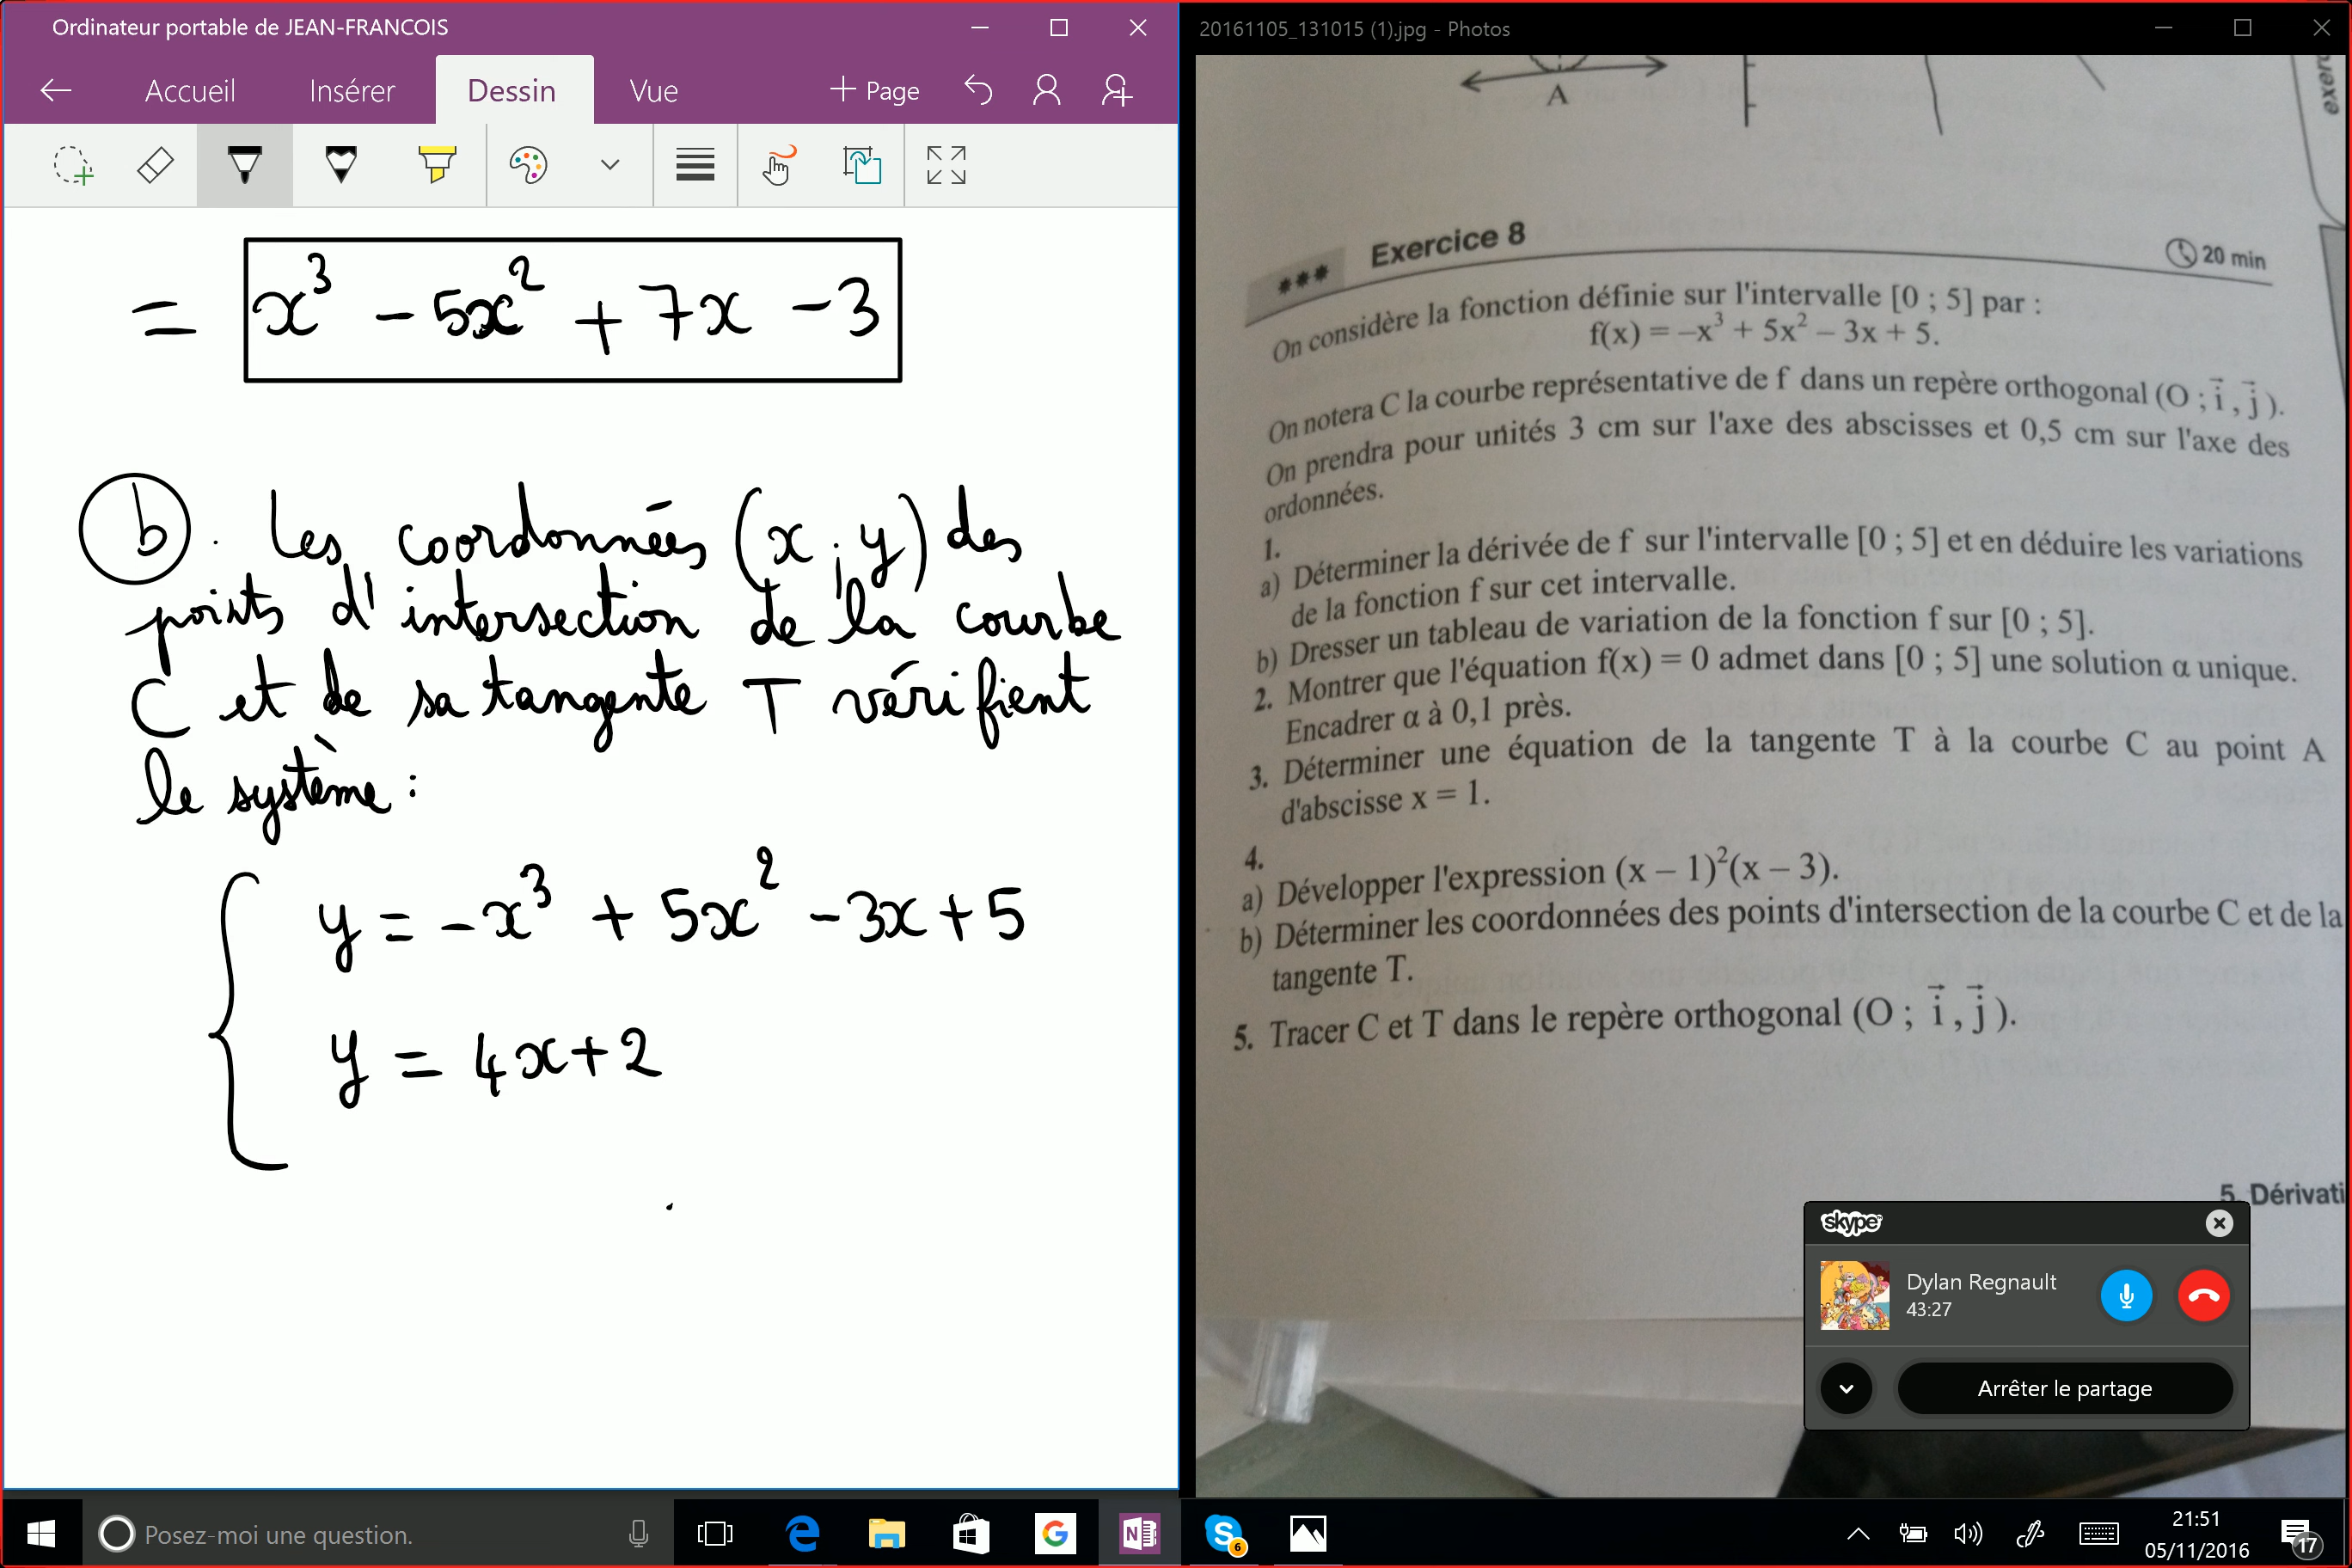 Ordinateur portable de JEAN-FRANCOIS
Accueil Insérer Dessin Vue + Page
= x³ - 5x² + 7x - 3
b. Les coordonnées (x ; y) des
points d'intersection de la courbe
C et de sa tangente T vérifient
le système :
y = -x³ + 5x² - 3x + 5
y = 4x + 2
20161105_131015 (1).jpg - Photos
A
*** Exercice 8 20 min
On considère la fonction définie sur l'intervalle [0 ; 5] par :
f(x) = –x³ + 5x² – 3x + 5.
On notera C la courbe représentative de f dans un repère orthogonal (O ; i⃗ , j⃗ ).
On prendra pour unités 3 cm sur l'axe des abscisses et 0,5 cm sur l'axe des
ordonnées.
1.
a) Déterminer la dérivée de f sur l'intervalle [0 ; 5] et en déduire les variations
de la fonction f sur cet intervalle.
b) Dresser un tableau de variation de la fonction f sur [0 ; 5].
2. Montrer que l'équation f(x) = 0 admet dans [0 ; 5] une solution α unique.
Encadrer α à 0,1 près.
3. Déterminer une équation de la tangente T à la courbe C au point A
d'abscisse x = 1.
4.
a) Développer l'expression (x – 1)²(x – 3).
b) Déterminer les coordonnées des points d'intersection de la courbe C et de la
tangente T.
5. Tracer C et T dans le repère orthogonal (O ; i⃗ , j⃗ ).
5. Dérivati
exer
skype
Dylan Regnault
43:27
Arrêter le partage
Posez-moi une question.
21:51
05/11/2016
17
6